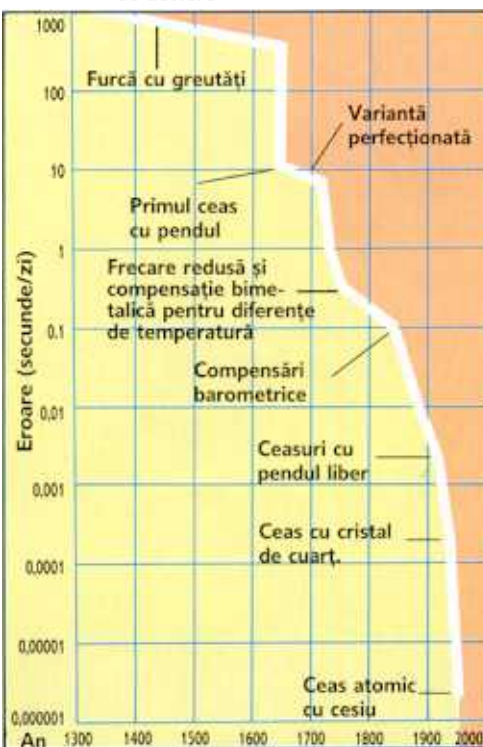 1000
Furcă cu greutăți
100
Variantă
perfecționată
10
Primul ceas
cu pendul
1
Frecare redusă și
compensație bime-
talică pentru diferențe
de temperatură
0.1
Compensări
barometrice
0,01
Ceasuri cu
pendul liber
0,001
Ceas cu cristal
de cuarț.
0,0001
0,00001
Ceas atomic
cu cesiu
0,000001
Eroare (secunde/zi)
An 1300 1400 1500 1600 1700 1800 1900 2000